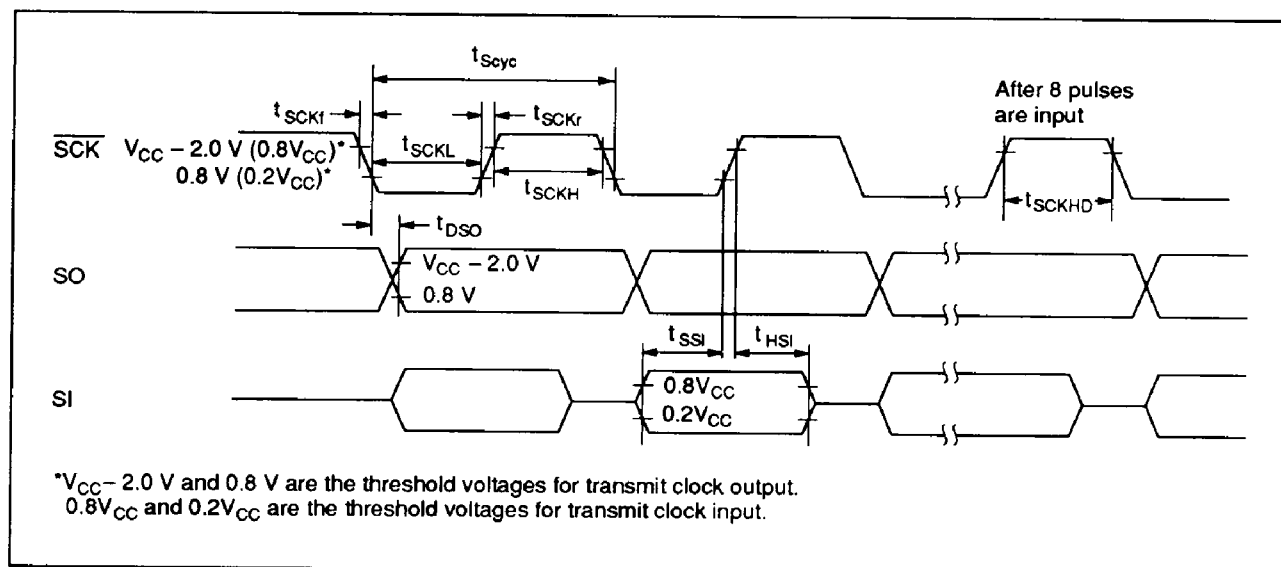 tScyc
After 8 pulses
are input
tSCKf
tSCKr
SCK VCC – 2.0 V (0.8VCC)*
0.8 V (0.2VCC)*
tSCKL
tSCKH
tSCKHD
tDSO
SO
VCC – 2.0 V
0.8 V
tSSI
tHSI
SI
0.8VCC
0.2VCC
*VCC– 2.0 V and 0.8 V are the threshold voltages for transmit clock output.
0.8VCC and 0.2VCC are the threshold voltages for transmit clock input.